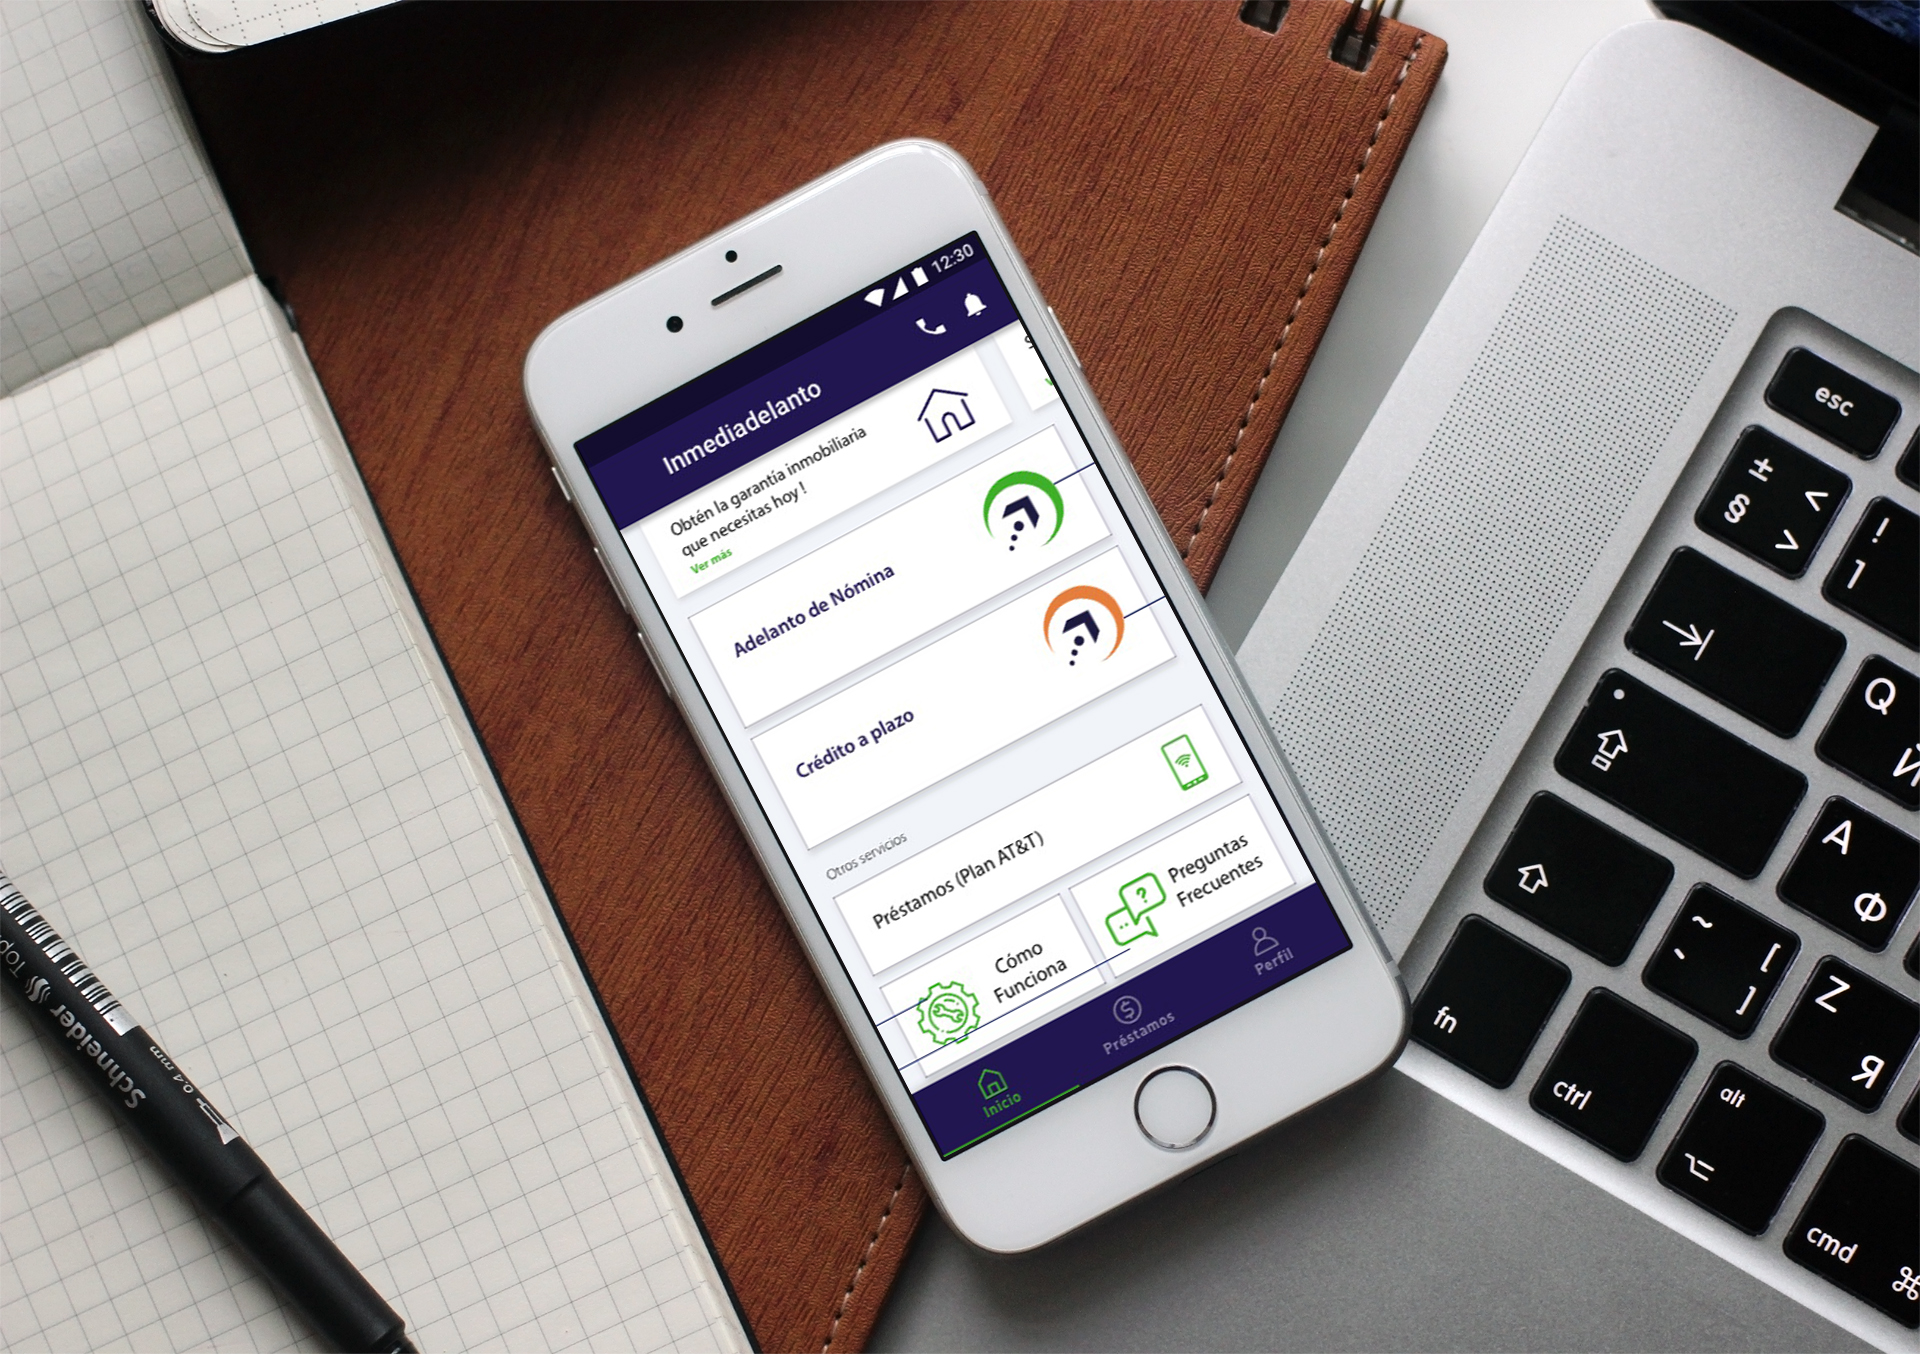 12:30
Inmediadelanto
Obtén la garantía inmobiliaria
que necesitas hoy !
Ver más
Adelanto de Nómina
Crédito a plazo
Otros servicios
Préstamos (Plan AT&T)
Cómo
Funciona
Preguntas
Frecuentes
Inicio
Préstamos
Perfil
Schneider
0.4 mm
esc
±
§
<
>
!
1
Q
Й
A
Ф
~
`
[
]
Z
Я
fn
ctrl
alt
cmd